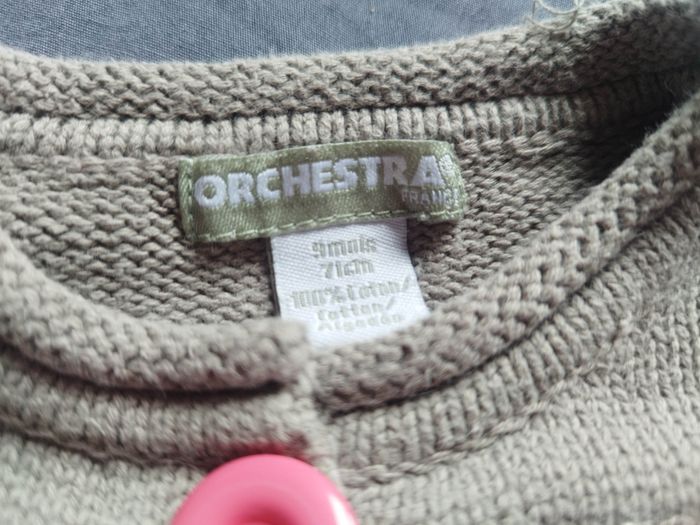 ORCHESTRA
FRANCE
9mois
71cm
100% Coton/
Cotton/
Algodón